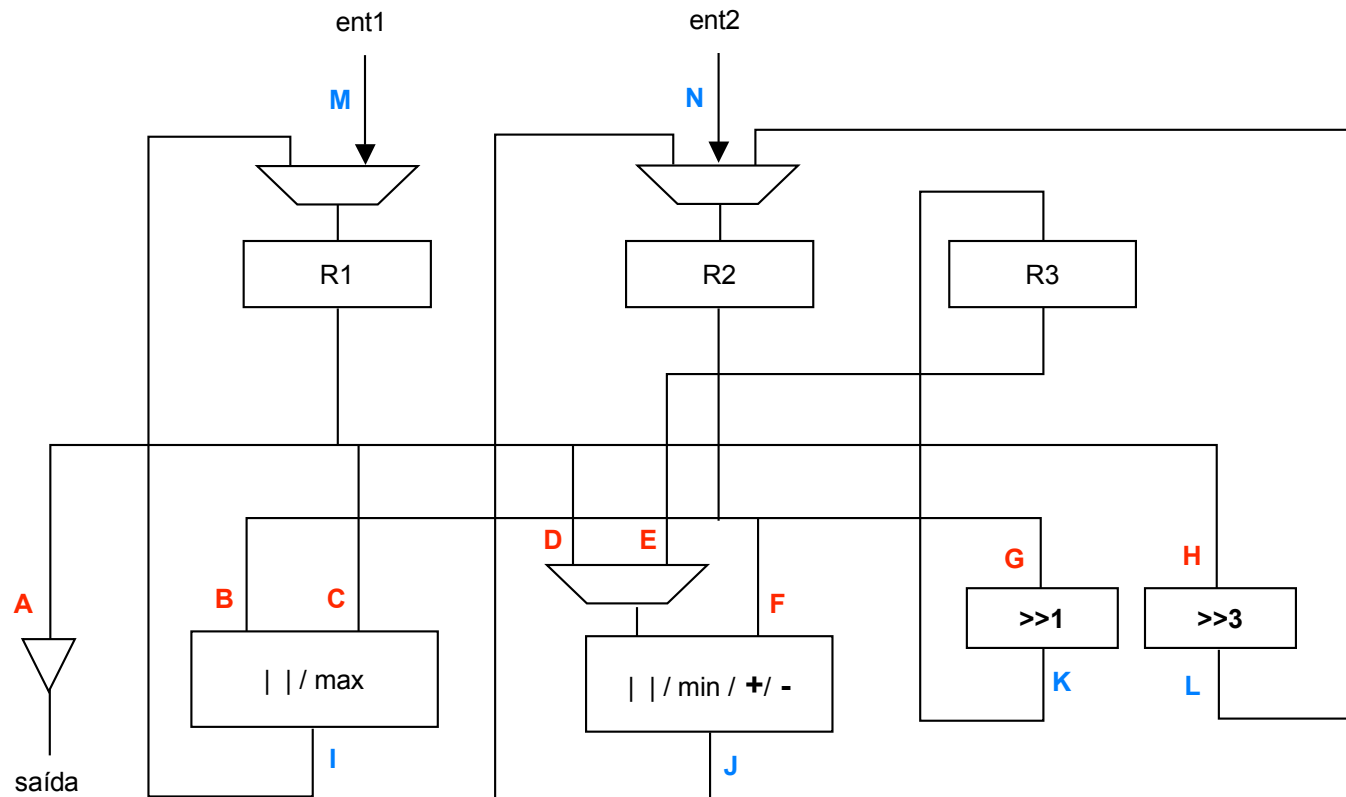 ent1
ent2
M
N
R1
R2
R3
D
E
G
H
A
B
C
F
>>1
>>3
| | / max
| | / min / +/ -
K
L
I
J
saída